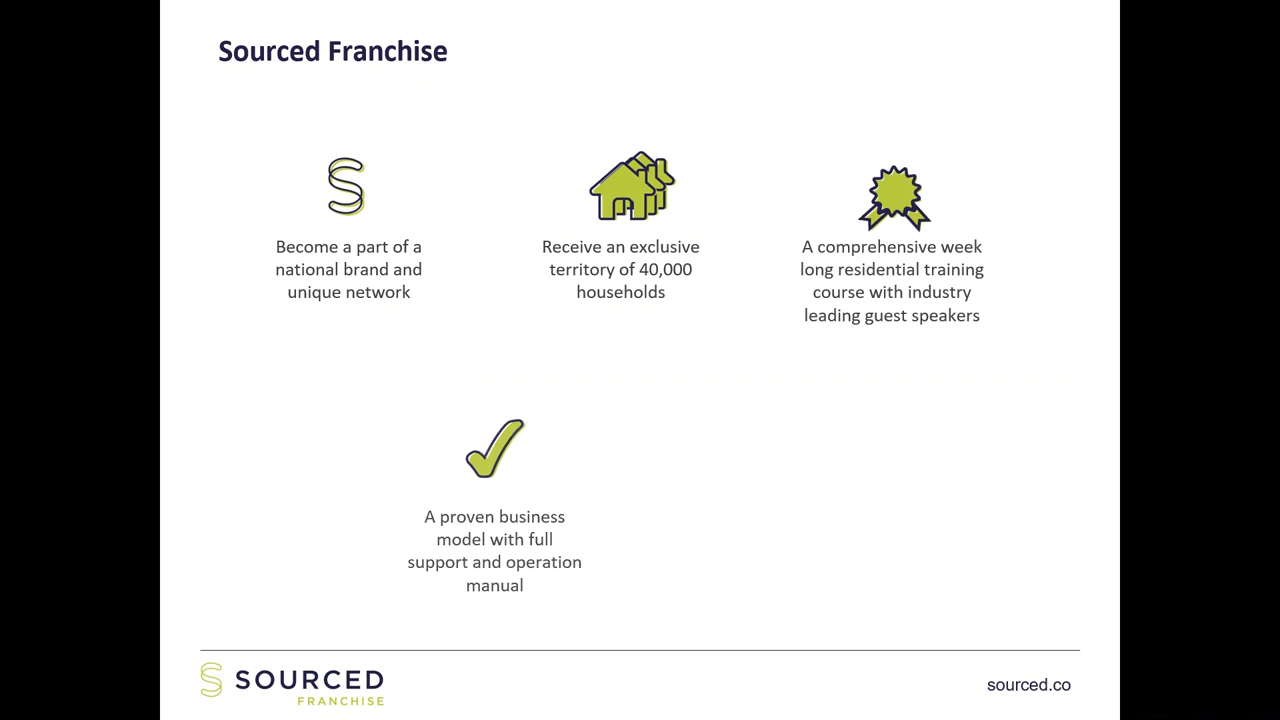 Sourced Franchise
Become a part of a
national brand and
unique network
Receive an exclusive
territory of 40,000
households
A comprehensive week
long residential training
course with industry
leading guest speakers
A proven business
model with full
support and operation
manual
SOURCED
FRANCHISE
sourced.co